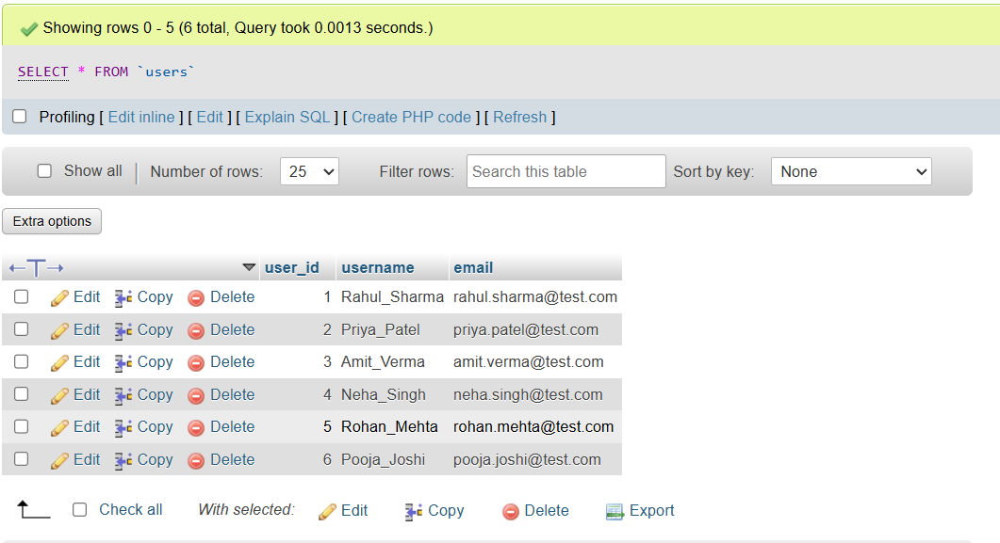 Showing rows 0 - 5 (6 total, Query took 0.0013 seconds.)
SELECT * FROM `users`
Profiling [ Edit inline ] [ Edit ] [ Explain SQL ] [ Create PHP code ] [ Refresh ]
Show all | Number of rows: 25 Filter rows: Search this table Sort by key: None
Extra options
←T→ user_id username email
Edit Copy Delete 1 Rahul_Sharma rahul.sharma@test.com
Edit Copy Delete 2 Priya_Patel priya.patel@test.com
Edit Copy Delete 3 Amit_Verma amit.verma@test.com
Edit Copy Delete 4 Neha_Singh neha.singh@test.com
Edit Copy Delete 5 Rohan_Mehta rohan.mehta@test.com
Edit Copy Delete 6 Pooja_Joshi pooja.joshi@test.com
Check all With selected: Edit Copy Delete Export